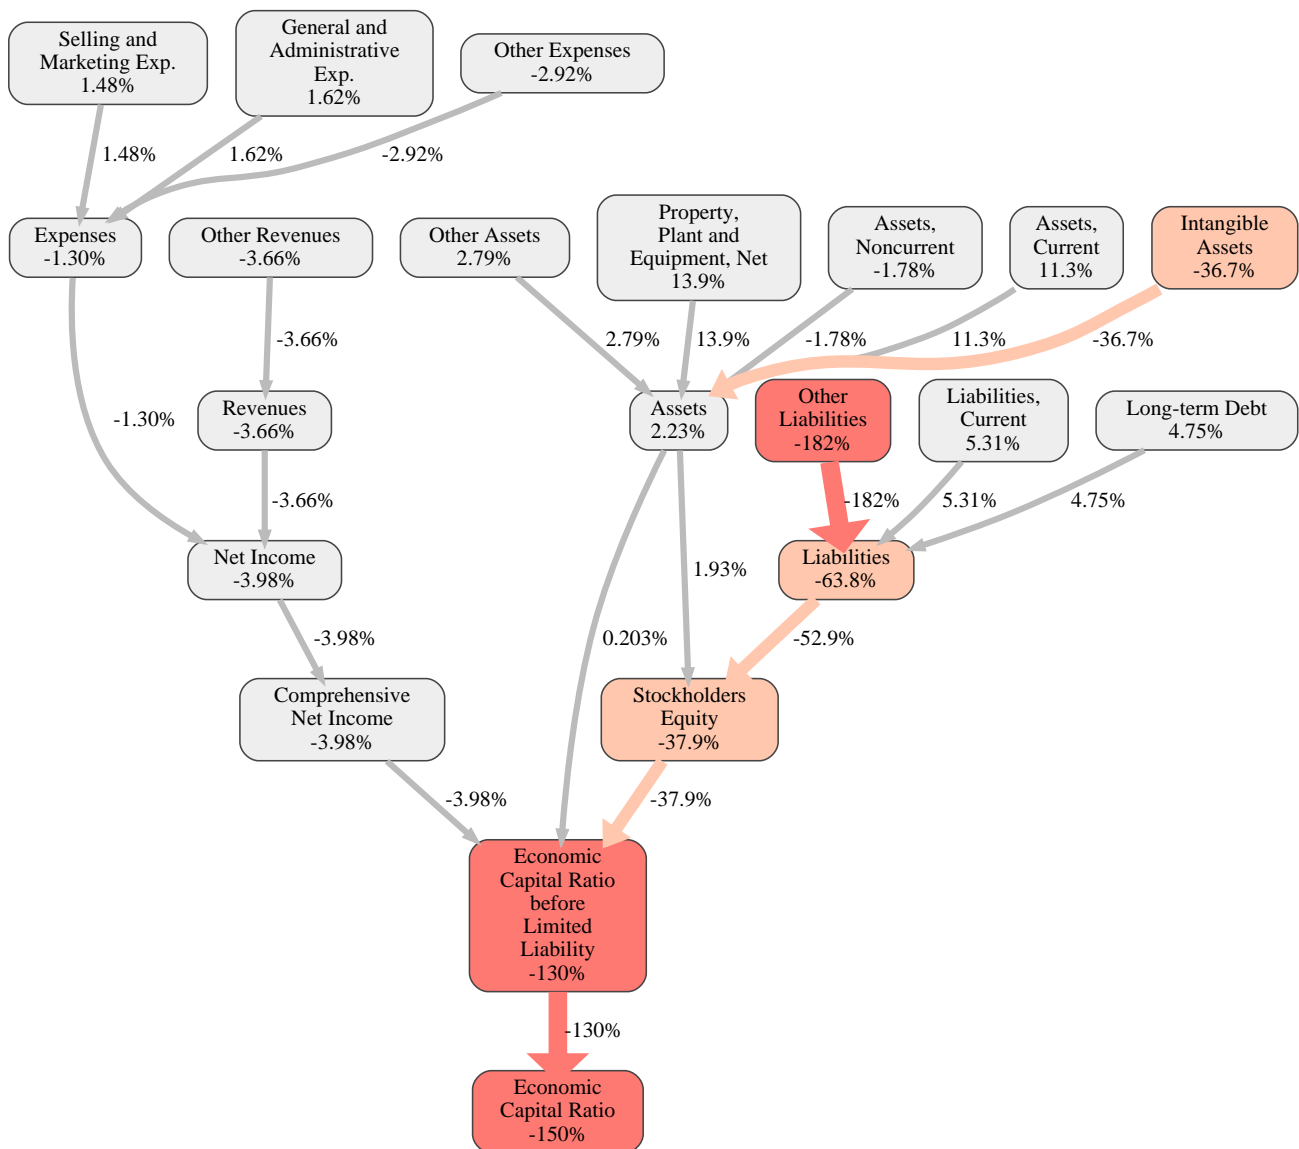 Selling and
Marketing Exp.
1.48%
General and
Administrative
Exp.
1.62%
Other Expenses
-2.92%
1.48%
1.62%
-2.92%
Expenses
-1.30%
Other Revenues
-3.66%
Other Assets
2.79%
Property,
Plant and
Equipment, Net
13.9%
Assets,
Noncurrent
-1.78%
Assets,
Current
11.3%
Intangible
Assets
-36.7%
-3.66%
2.79%
13.9%
-1.78%
11.3%
-36.7%
-1.30%
Revenues
-3.66%
Assets
2.23%
Other
Liabilities
-182%
Liabilities,
Current
5.31%
Long-term Debt
4.75%
-3.66%
-182%
5.31%
4.75%
Net Income
-3.98%
1.93%
Liabilities
-63.8%
-3.98%
0.203%
-52.9%
Comprehensive
Net Income
-3.98%
Stockholders
Equity
-37.9%
-3.98%
-37.9%
Economic
Capital Ratio
before
Limited
Liability
-130%
-130%
Economic
Capital Ratio
-150%